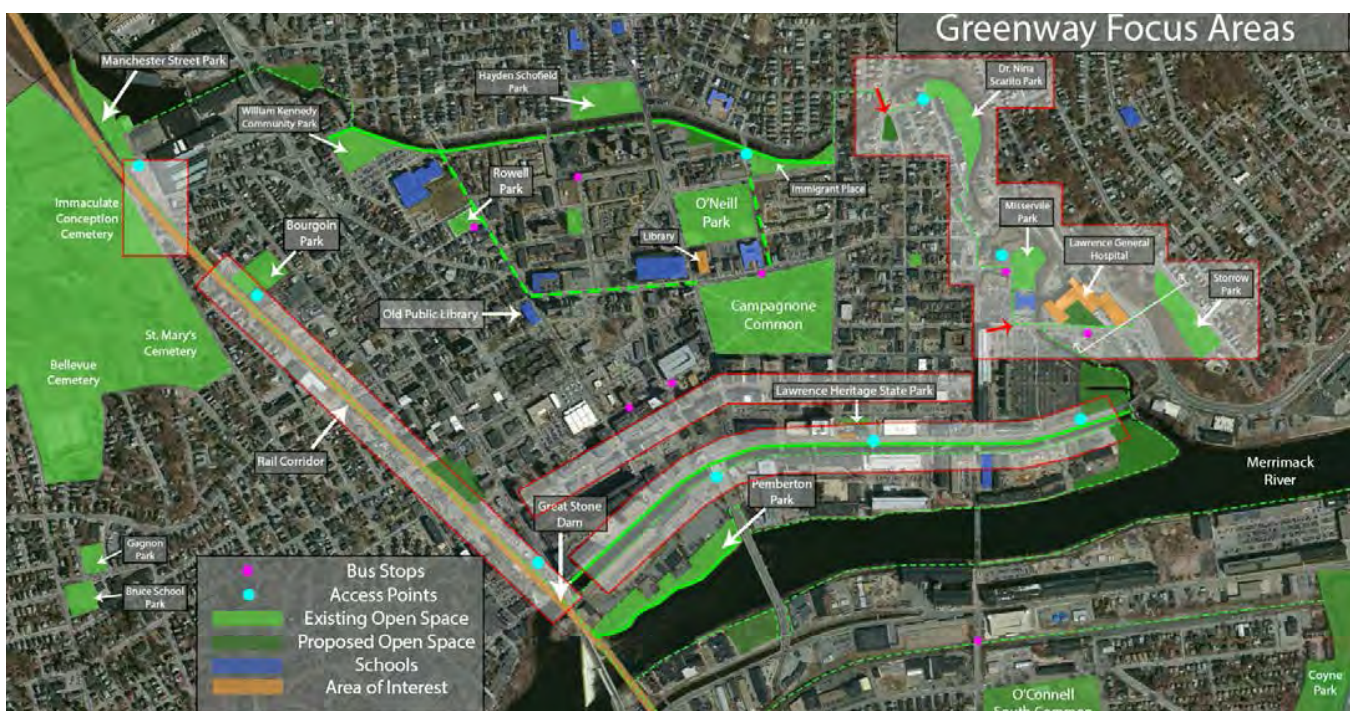 Greenway Focus Areas
Manchester Street Park
Hayden Schofield
Park
Dr. Nina
Scarito Park
William Kennedy
Community Park
Rowell
Park
Immigrant Place
Immaculate
Conception
Cemetery
O'Neill
Park
Misserville
Park
Bourgoin
Park
Library
Lawrence General
Hospital
Storrow
Park
Old Public Library
Campagnone
Common
St. Mary's
Cemetery
Bellevue
Cemetery
Lawrence Heritage State Park
Rail Corridor
Merrimack
River
Pemberton
Park
Great Stone
Dam
Gagnon
Park
Bruce School
Park
Bus Stops
Access Points
Existing Open Space
Proposed Open Space
Schools
Area of Interest
O'Connell
South Common
Coyne
Park